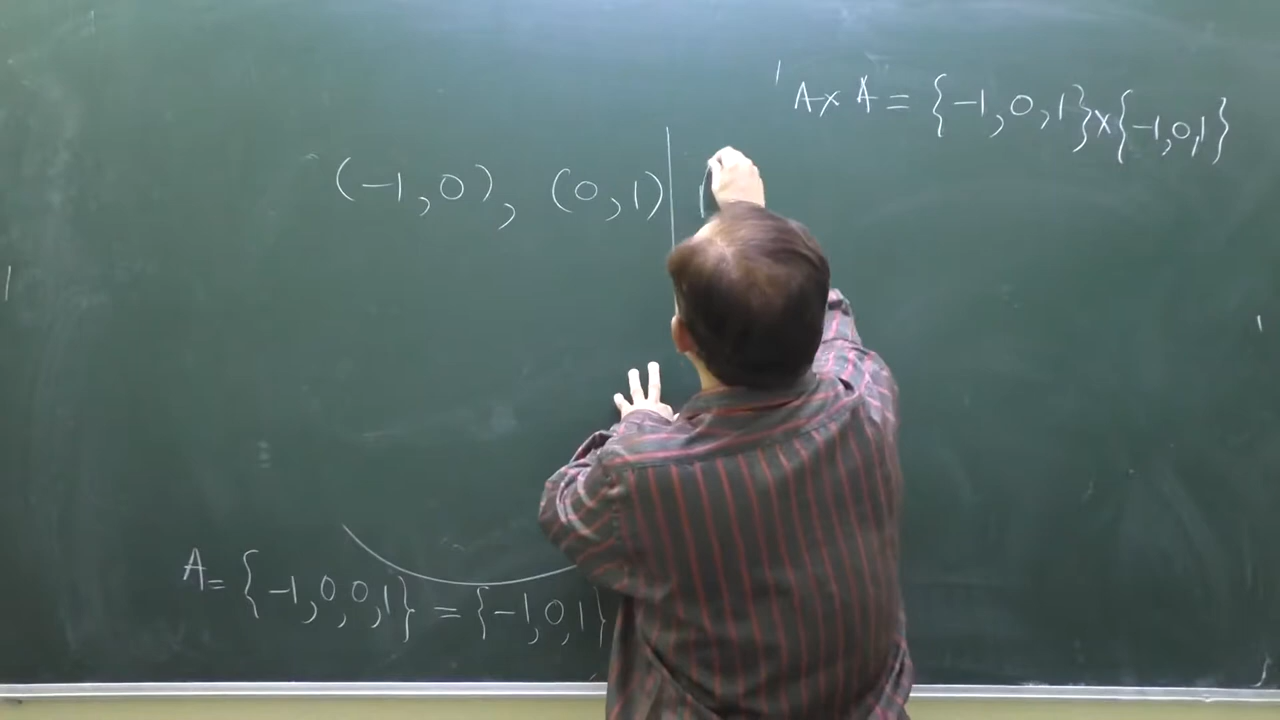 A × A = {-1, 0, 1} × {-1, 0, 1}
(-1, 0), (0, 1) | (
A = {-1, 0, 0, 1} = {-1, 0, 1}